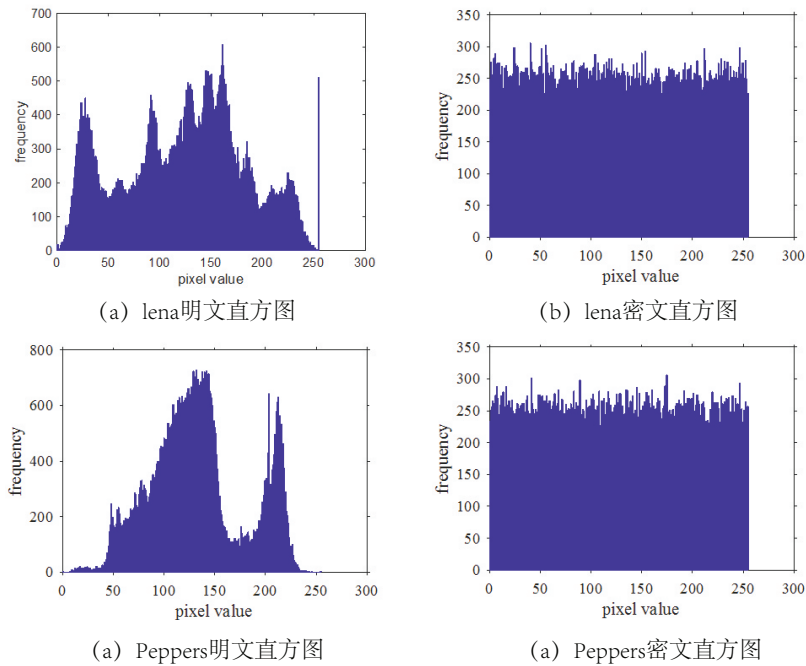 700
600
500
400
300
200
100
0
frequency
0 50 100 150 200 250 300
pixel value
(a) lena明文直方图
350
300
250
200
150
100
50
0
frequency
0 50 100 150 200 250 300
pixel value
(b) lena密文直方图
800
600
400
200
0
frequency
0 50 100 150 200 250 300
pixel value
(a) Peppers明文直方图
350
300
250
200
150
100
50
0
frequency
0 50 100 150 200 250 300
pixel value
(a) Peppers密文直方图